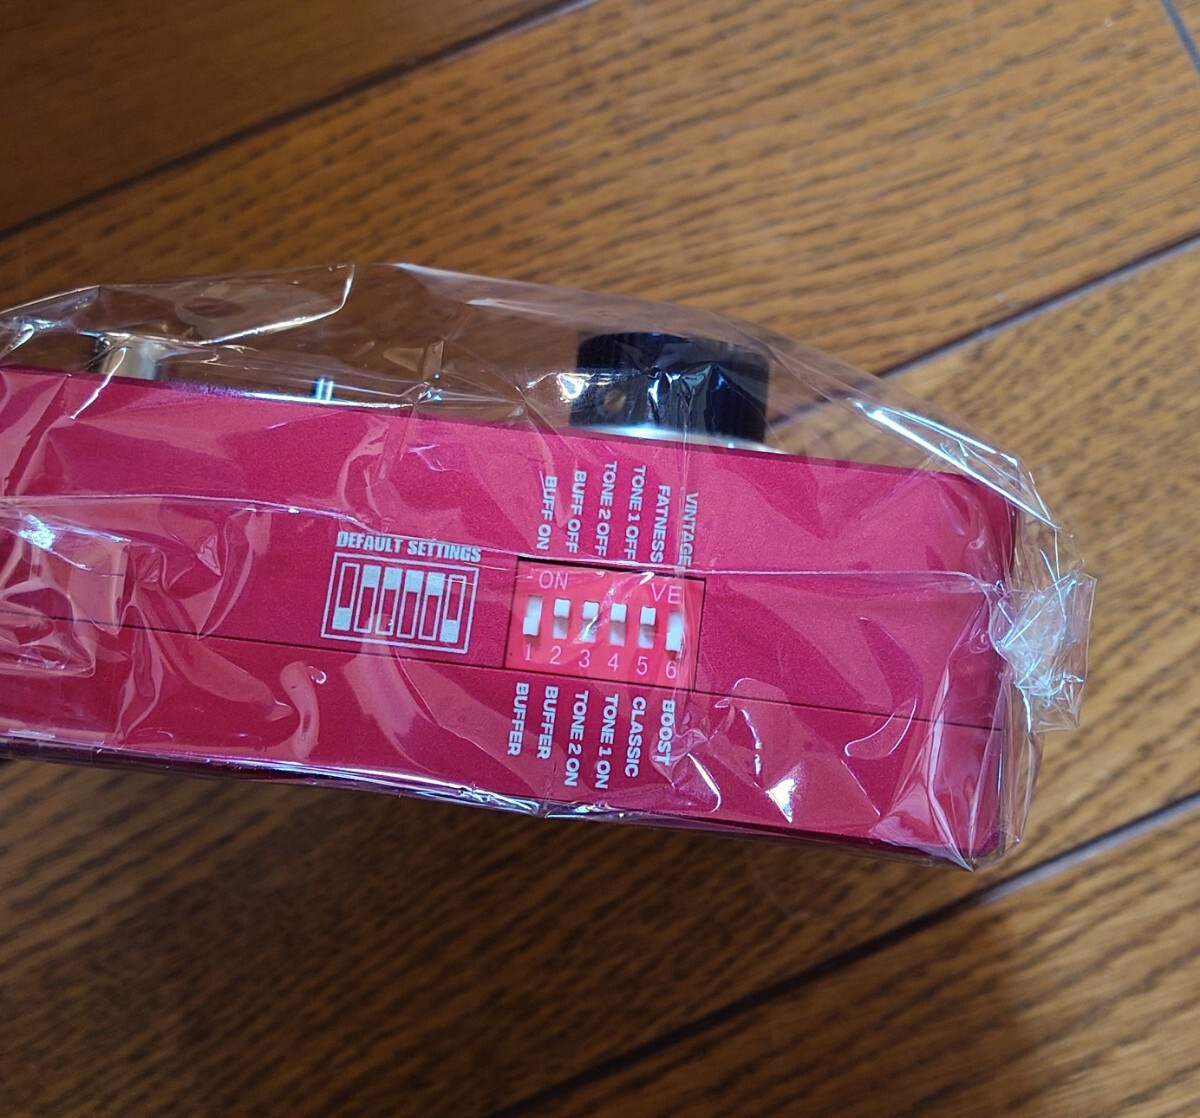 VINTAGE
FATNESS
TONE 1 OFF
TONE 2 OFF
BUFF OFF
BUFF ON
DEFAULT SETTINGS
ON VE
1 2 3 4 5 6
BOOST
CLASSIC
TONE 1 ON
TONE 2 ON
BUFFER
BUFFER